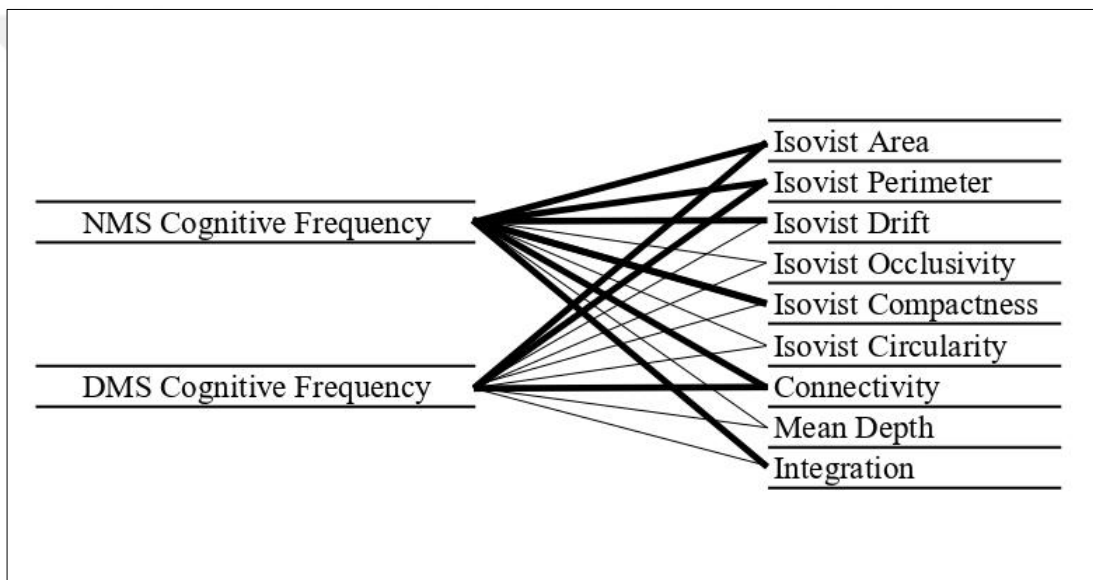 NMS Cognitive Frequency
DMS Cognitive Frequency
Isovist Area
Isovist Perimeter
Isovist Drift
Isovist Occlusivity
Isovist Compactness
Isovist Circularity
Connectivity
Mean Depth
Integration